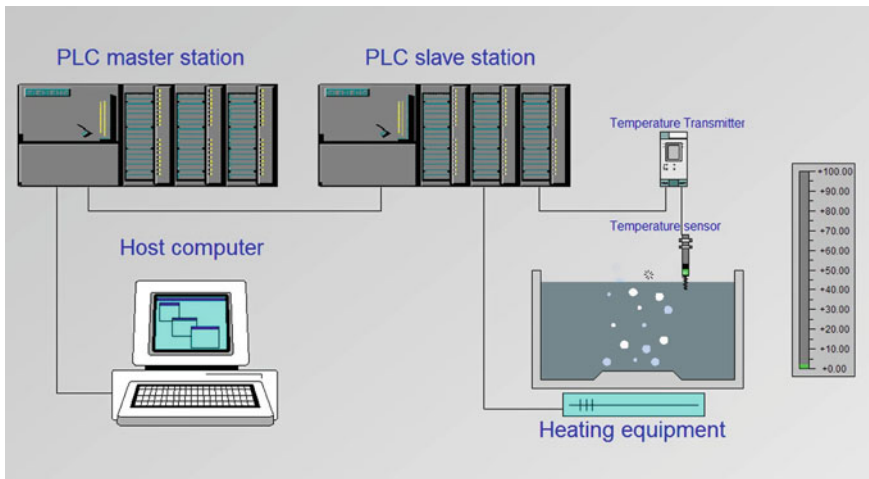 PLC master station
PLC slave station
Temperature Transmitter
Temperature sensor
Host computer
Heating equipment
+100.00
+90.00
+80.00
+70.00
+60.00
+50.00
+40.00
+30.00
+20.00
+10.00
+0.00